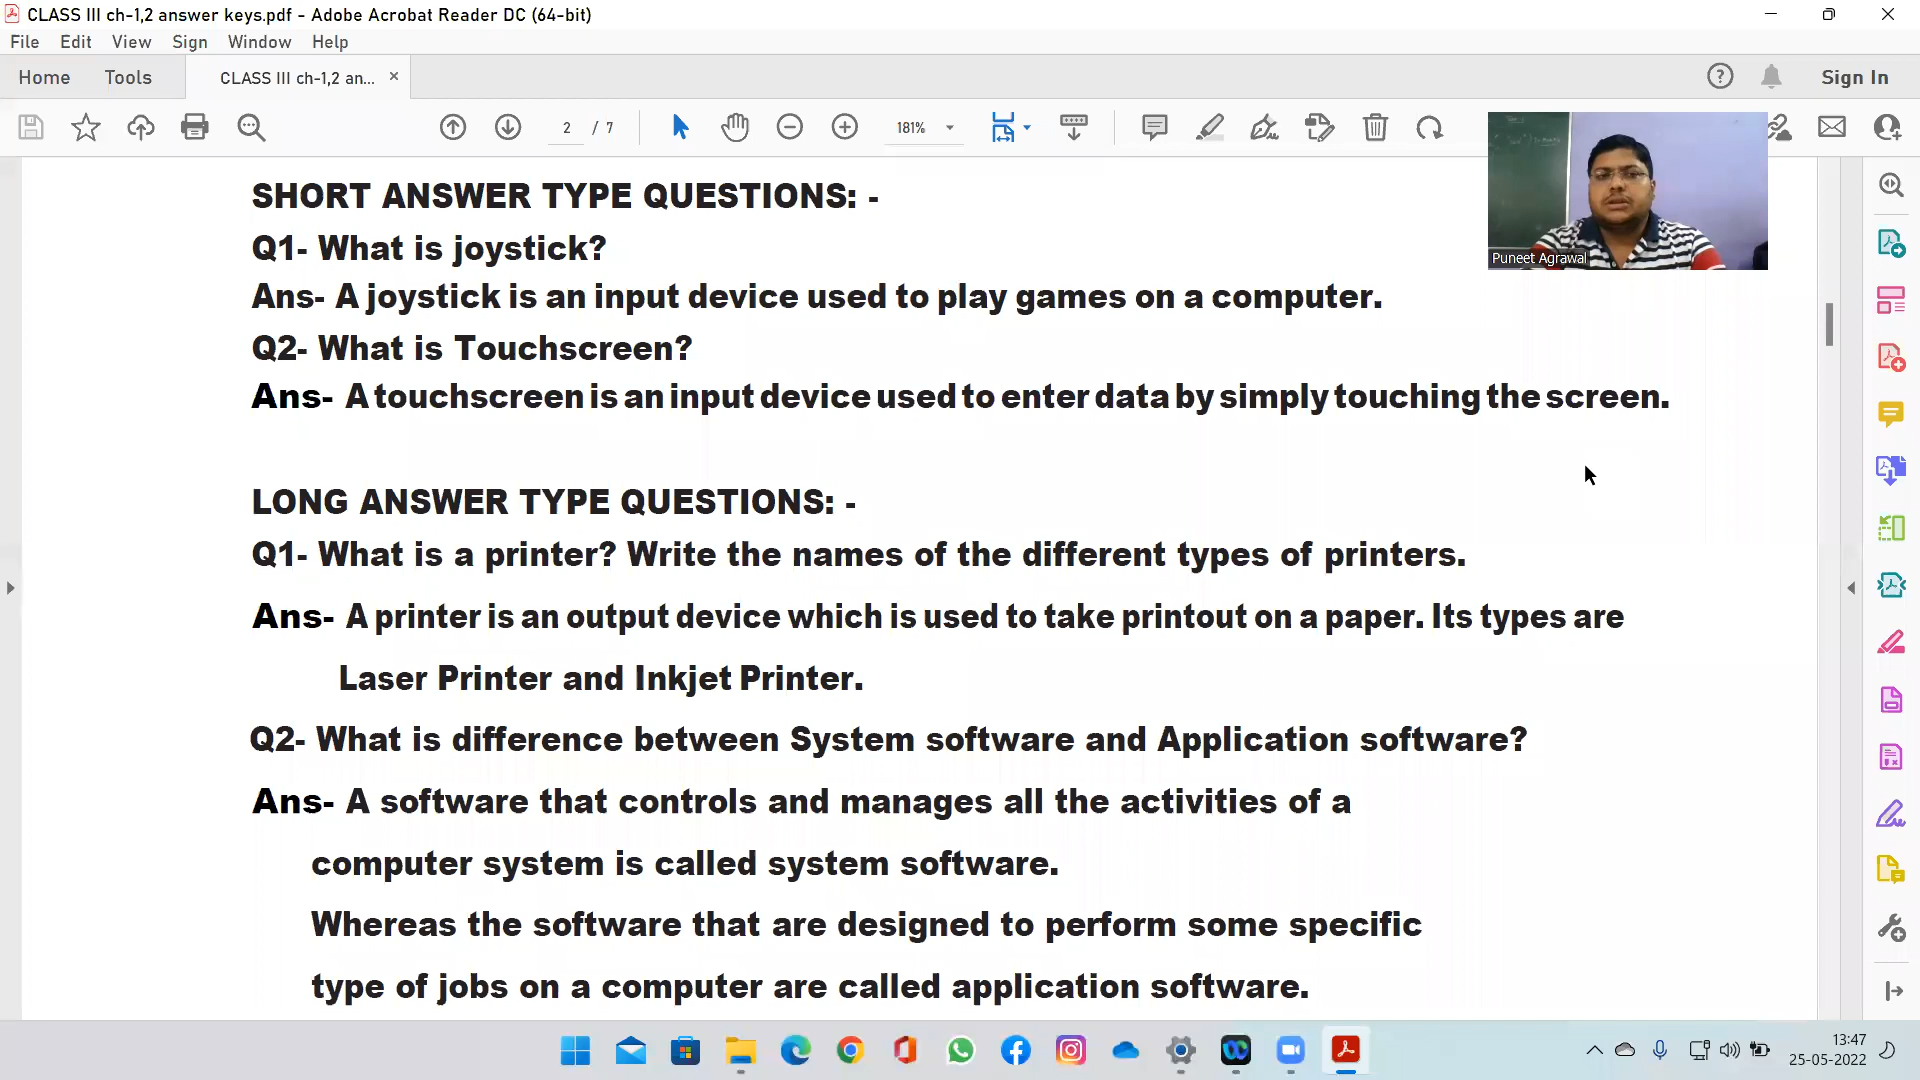 CLASS III ch-1,2 answer keys.pdf - Adobe Acrobat Reader DC (64-bit)
File Edit View Sign Window Help
Home Tools CLASS III ch-1,2 an... × Sign In
2 / 7 181%
SHORT ANSWER TYPE QUESTIONS: -
Q1- What is joystick?
Puneet Agrawal
Ans- A joystick is an input device used to play games on a computer.
Q2- What is Touchscreen?
Ans- A touchscreen is an input device used to enter data by simply touching the screen.
LONG ANSWER TYPE QUESTIONS: -
Q1- What is a printer? Write the names of the different types of printers.
Ans- A printer is an output device which is used to take printout on a paper. Its types are
Laser Printer and Inkjet Printer.
Q2- What is difference between System software and Application software?
Ans- A software that controls and manages all the activities of a
computer system is called system software.
Whereas the software that are designed to perform some specific
type of jobs on a computer are called application software.
13:47
25-05-2022